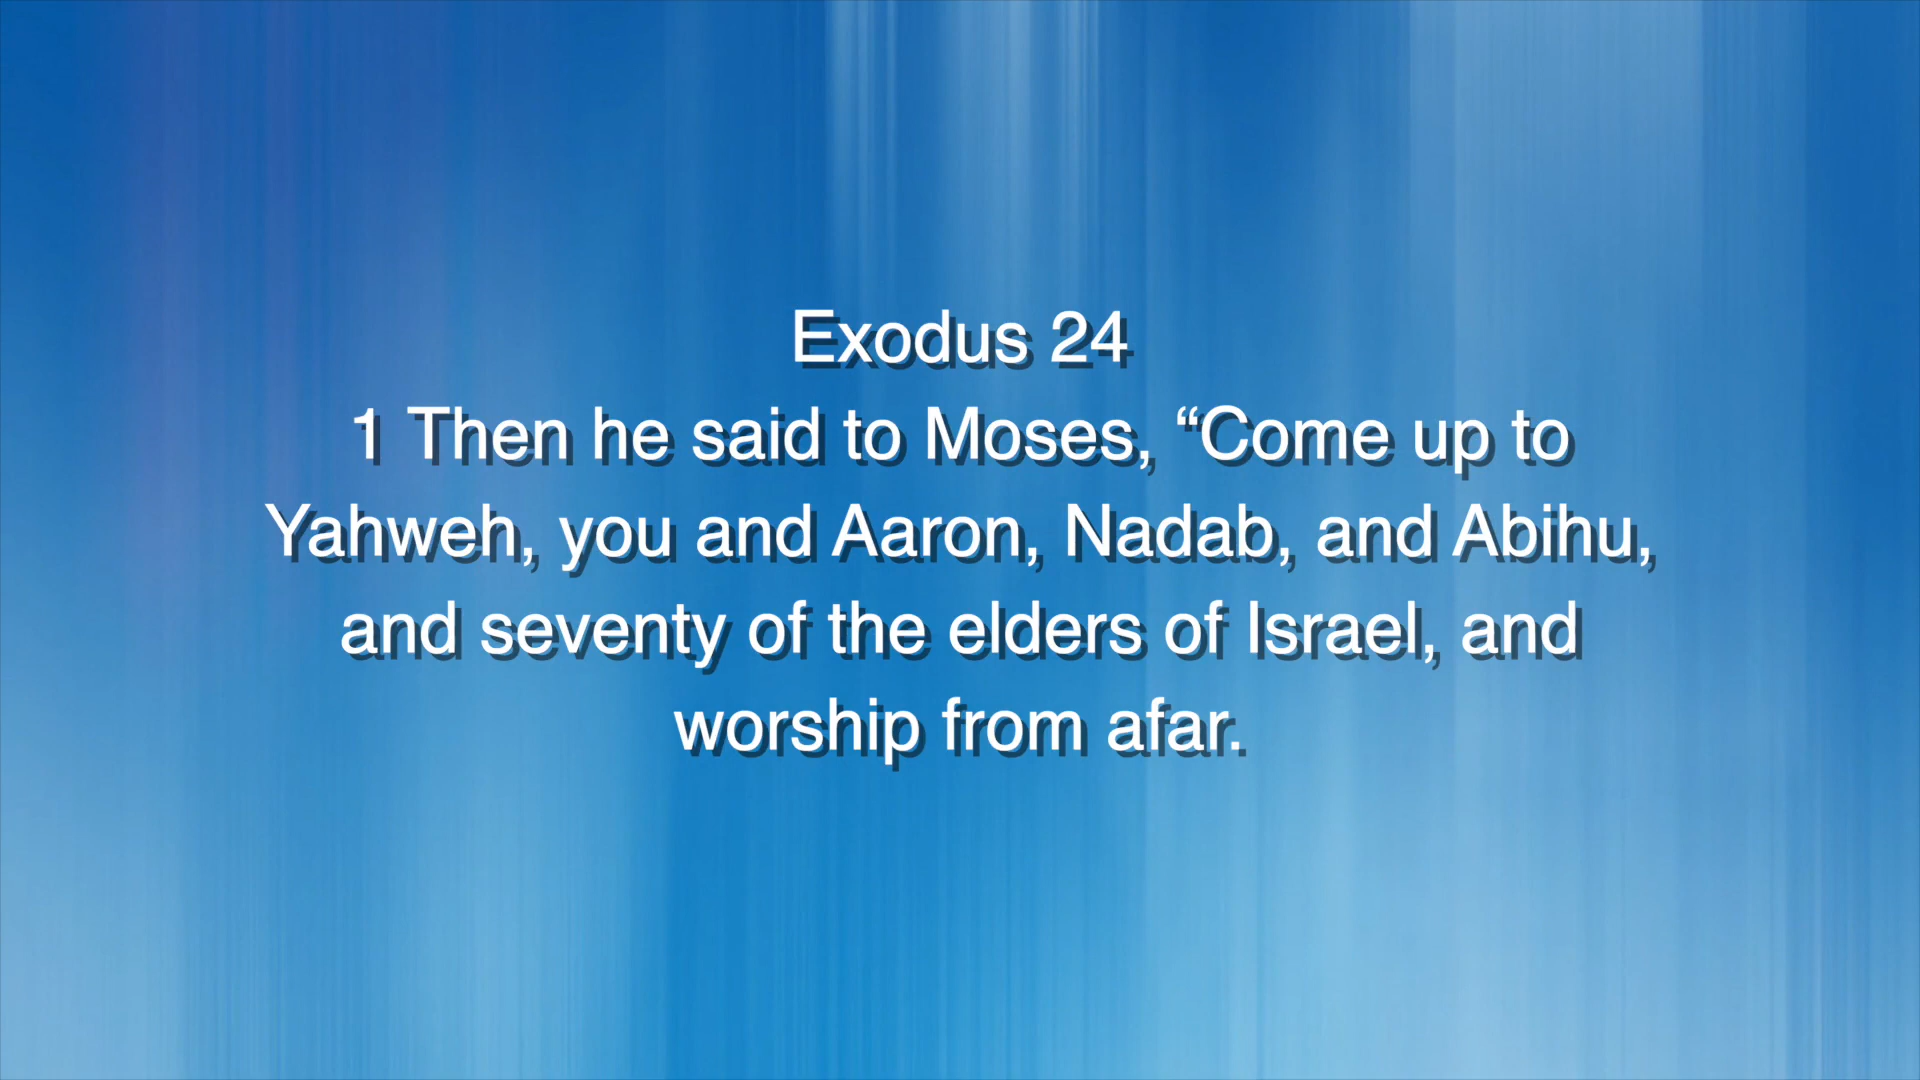 Exodus 24
1 Then he said to Moses, “Come up to
Yahweh, you and Aaron, Nadab, and Abihu,
and seventy of the elders of Israel, and
worship from afar.